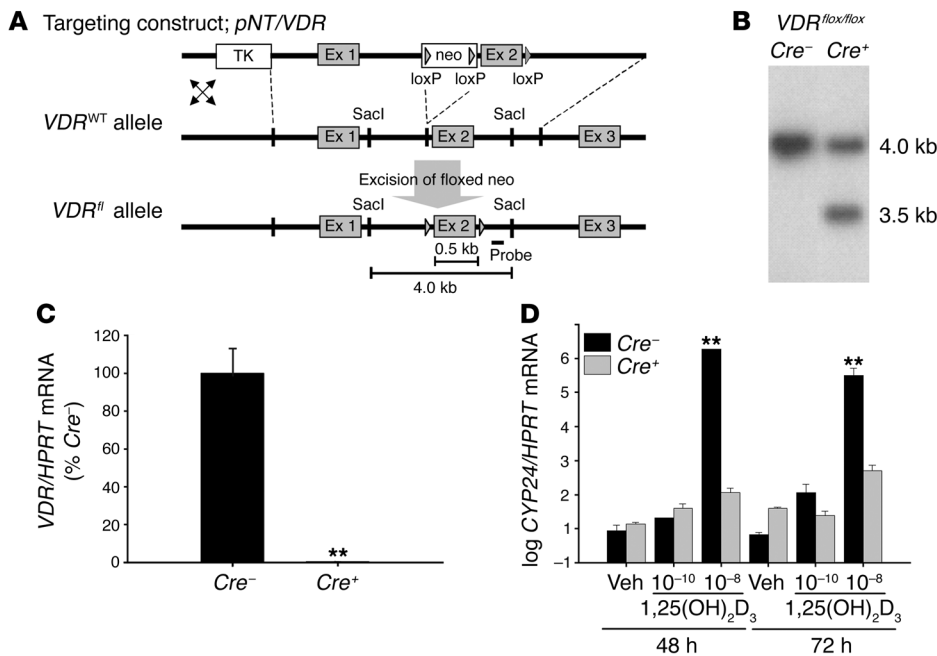 A Targeting construct; pNT/VDR
TK Ex 1 neo Ex 2
loxP loxP loxP
SacI SacI
VDR^WT allele
Ex 1 Ex 2 Ex 3
Excision of floxed neo
VDR^fl allele
SacI SacI
Ex 1 Ex 2 Ex 3
0.5 kb Probe
4.0 kb
B VDR^flox/flox
Cre⁻ Cre⁺
4.0 kb
3.5 kb
C
VDR/HPRT mRNA
(% Cre⁻)
120
100
80
60
40
20
0
**
Cre⁻ Cre⁺
D
log CYP24/HPRT mRNA
6
5
4
3
2
1
−1
Cre⁻
Cre⁺
** **
Veh 10⁻¹⁰ 10⁻⁸ Veh 10⁻¹⁰ 10⁻⁸
1,25(OH)₂D₃ 1,25(OH)₂D₃
48 h 72 h